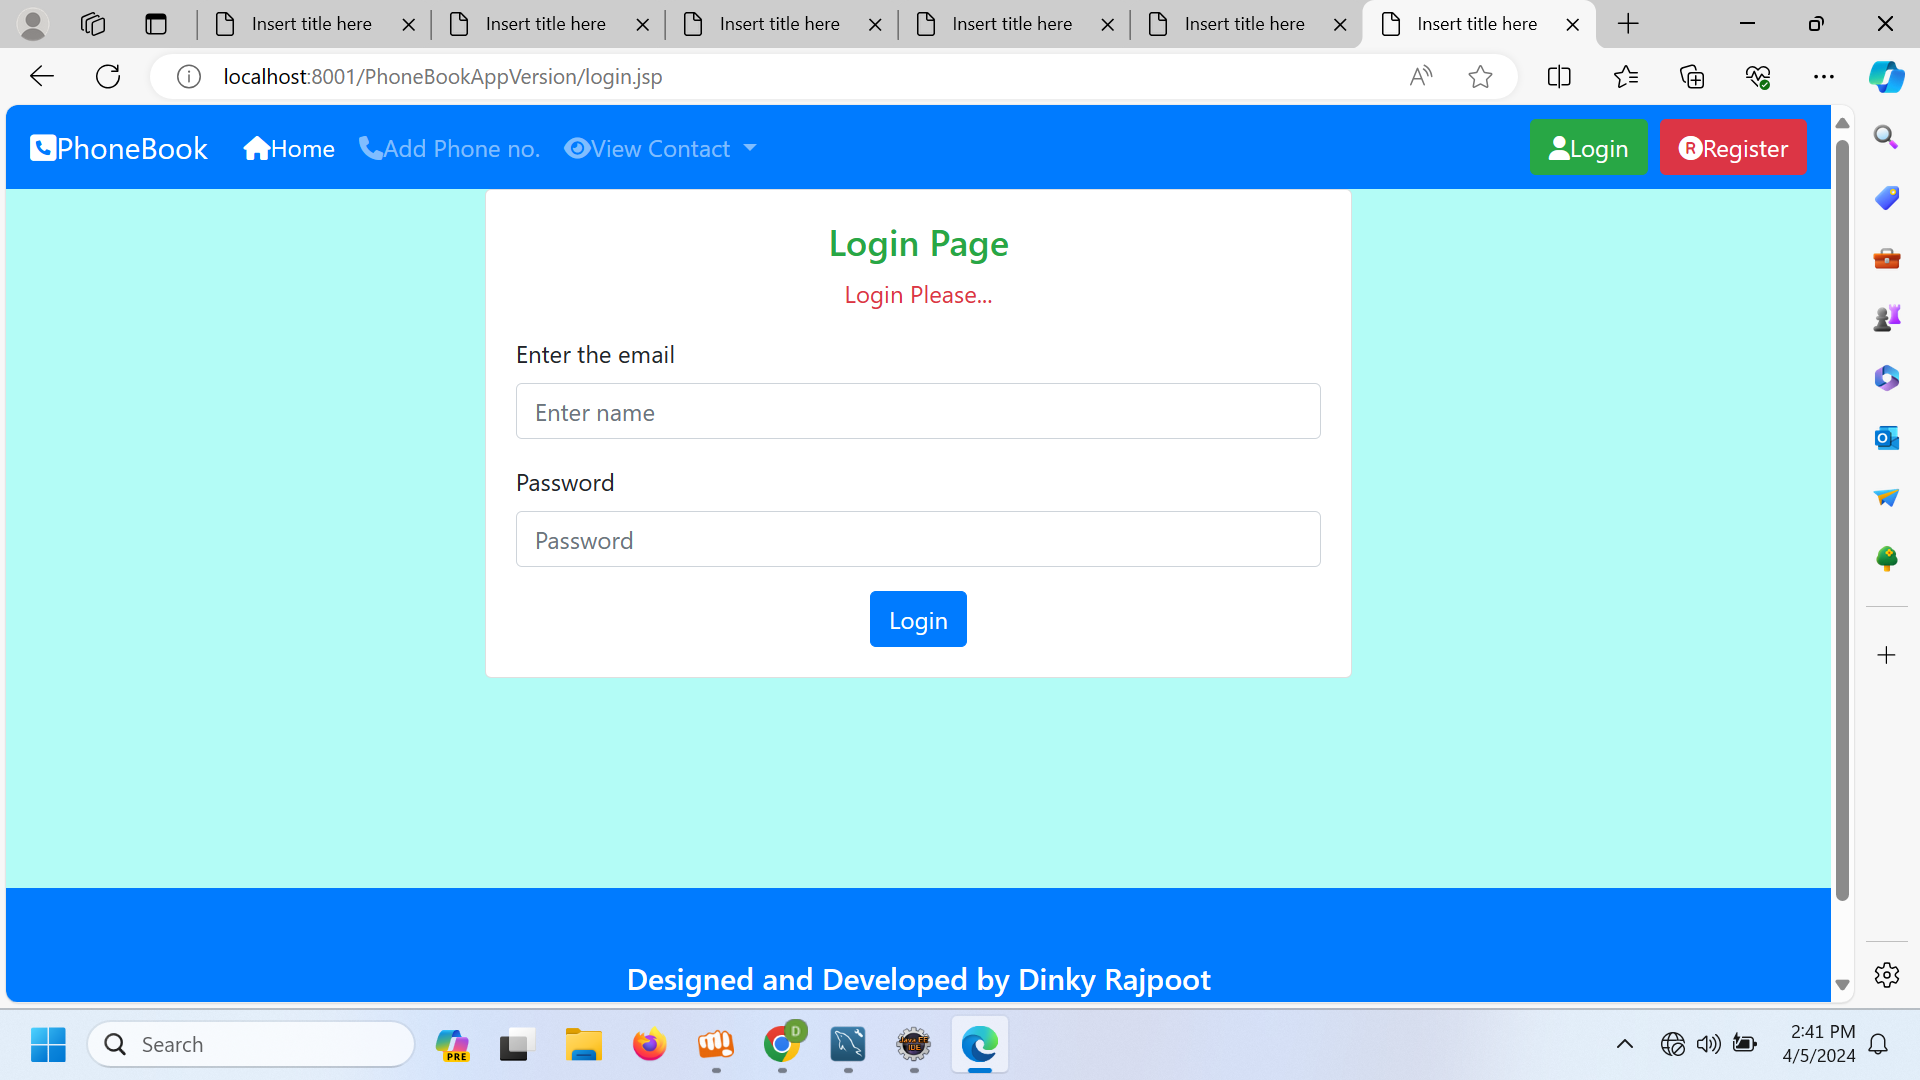 Insert title here Insert title here Insert title here Insert title here Insert title here Insert title here
localhost:8001/PhoneBookAppVersion/login.jsp
PhoneBook Home Add Phone no. View Contact Login Register
Login Page
Login Please...
Enter the email
Enter name
Password
Password
Login
Designed and Developed by Dinky Rajpoot
Search
PRE
D
Java EE
IDE
2:41 PM
4/5/2024